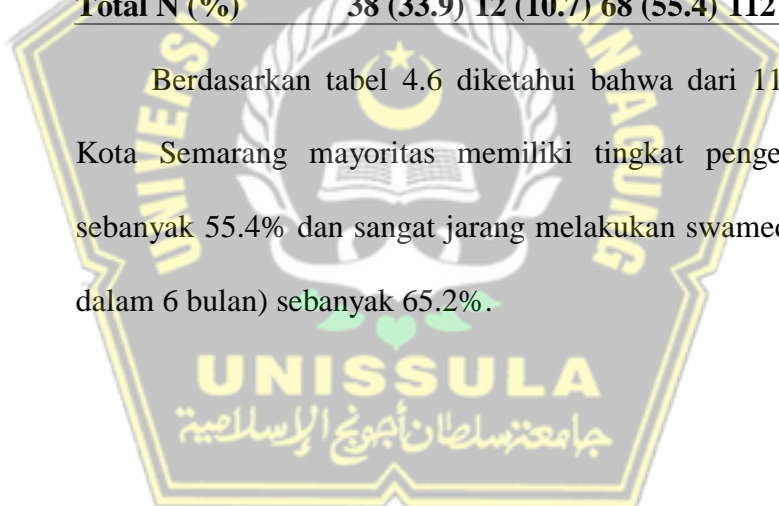 Total N (%) 38 (33.9) 12 (10.7) 68 (55.4) 112
Berdasarkan tabel 4.6 diketahui bahwa dari 11
Kota Semarang mayoritas memiliki tingkat penge
sebanyak 55.4% dan sangat jarang melakukan swamed
dalam 6 bulan) sebanyak 65.2%.
UNISSULA
جامعة سلطان أجونج الإسلامية